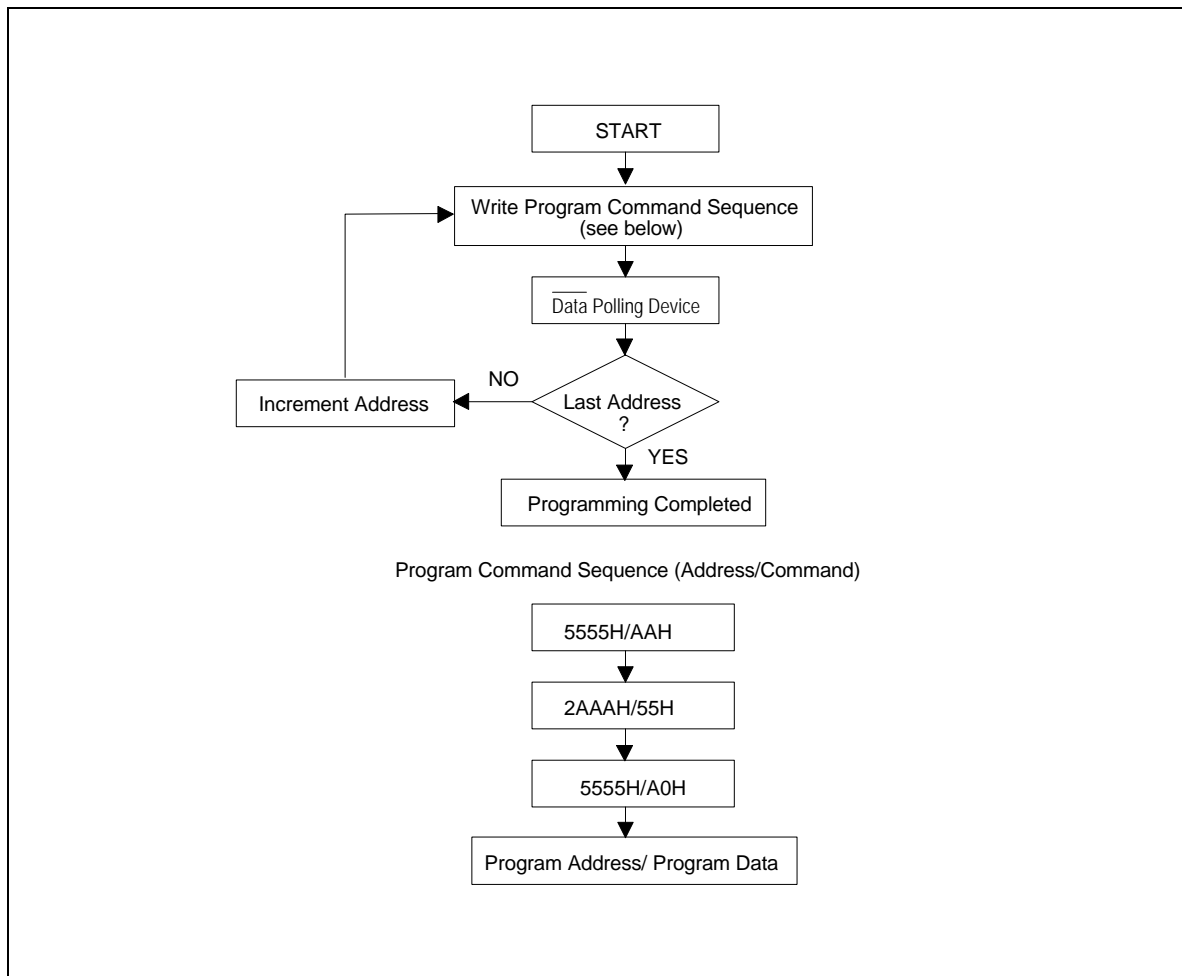 START
Write Program Command Sequence
(see below)
Data Polling Device
NO
Increment Address
Last Address
?
YES
Programming Completed
Program Command Sequence (Address/Command)
5555H/AAH
2AAAH/55H
5555H/A0H
Program Address/ Program Data